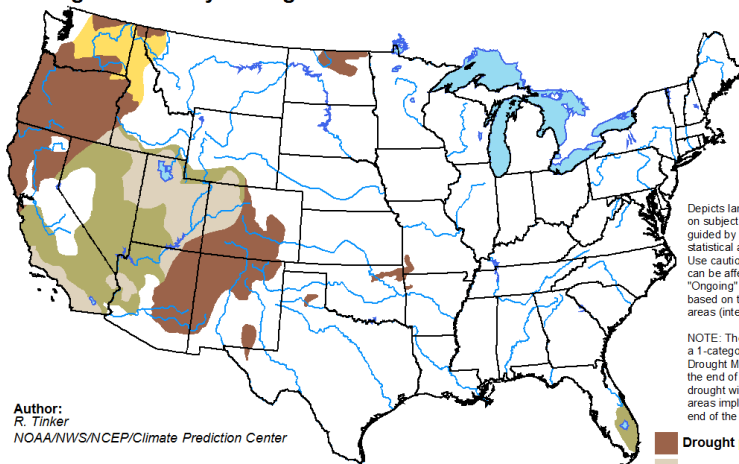 Author:
R. Tinker
NOAA/NWS/NCEP/Climate Prediction Center
Depicts lar
on subject
guided by
statistical a
Use cautio
can be affe
"Ongoing"
based on t
areas (inte
NOTE: The
a 1-catego
Drought M
the end of
drought wi
areas impl
end of the
Drought